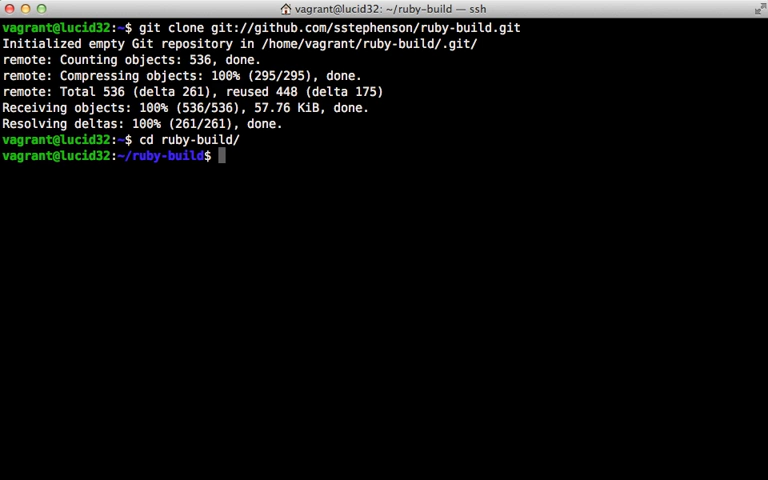 vagrant@lucid32: ~/ruby-build — ssh
vagrant@lucid32:~$ git clone git://github.com/sstephenson/ruby-build.git
Initialized empty Git repository in /home/vagrant/ruby-build/.git/
remote: Counting objects: 536, done.
remote: Compressing objects: 100% (295/295), done.
remote: Total 536 (delta 261), reused 448 (delta 175)
Receiving objects: 100% (536/536), 57.76 KiB, done.
Resolving deltas: 100% (261/261), done.
vagrant@lucid32:~$ cd ruby-build/
vagrant@lucid32:~/ruby-build$